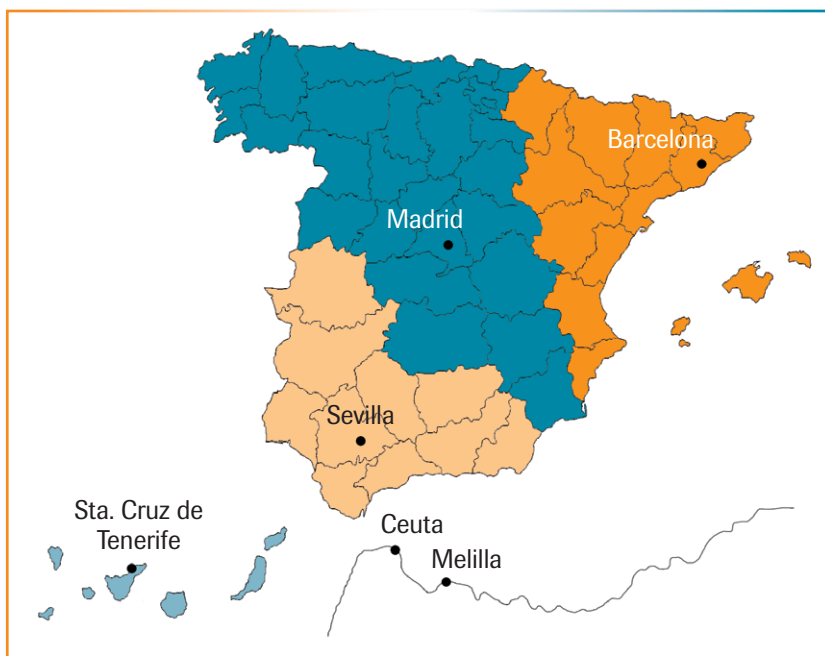 Barcelona
Madrid
Sevilla
Sta. Cruz de
Tenerife
Ceuta
Melilla